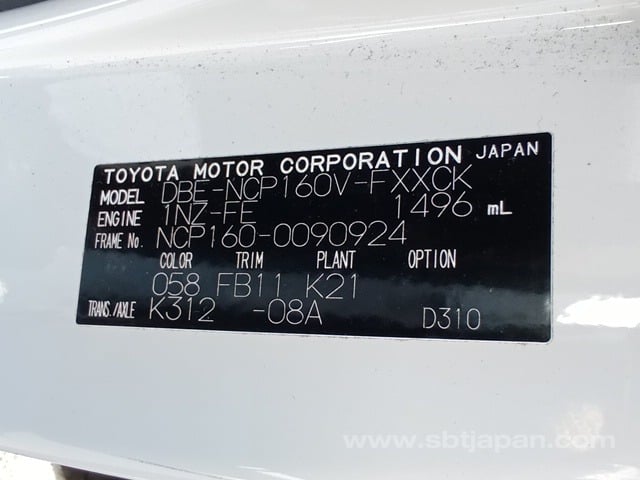 TOYOTA MOTOR CORPORATION JAPAN
MODEL DBE-NCP160V-FXXCK
ENGINE 1NZ-FE 1496 mL
FRAME No. NCP160-0090924
COLOR TRIM PLANT OPTION
058 FB11 K21
TRANS./AXLE K312 -08A D310
www.sbtjapan.com